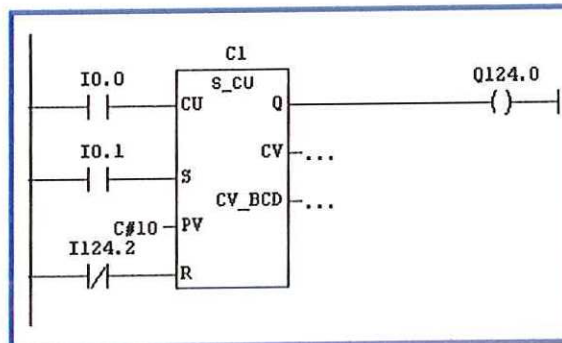 C1
I0.0
S_CU
Q124.0
CU
Q
I0.1
CV
...
S
CV_BCD
...
C#10
PV
I124.2
R